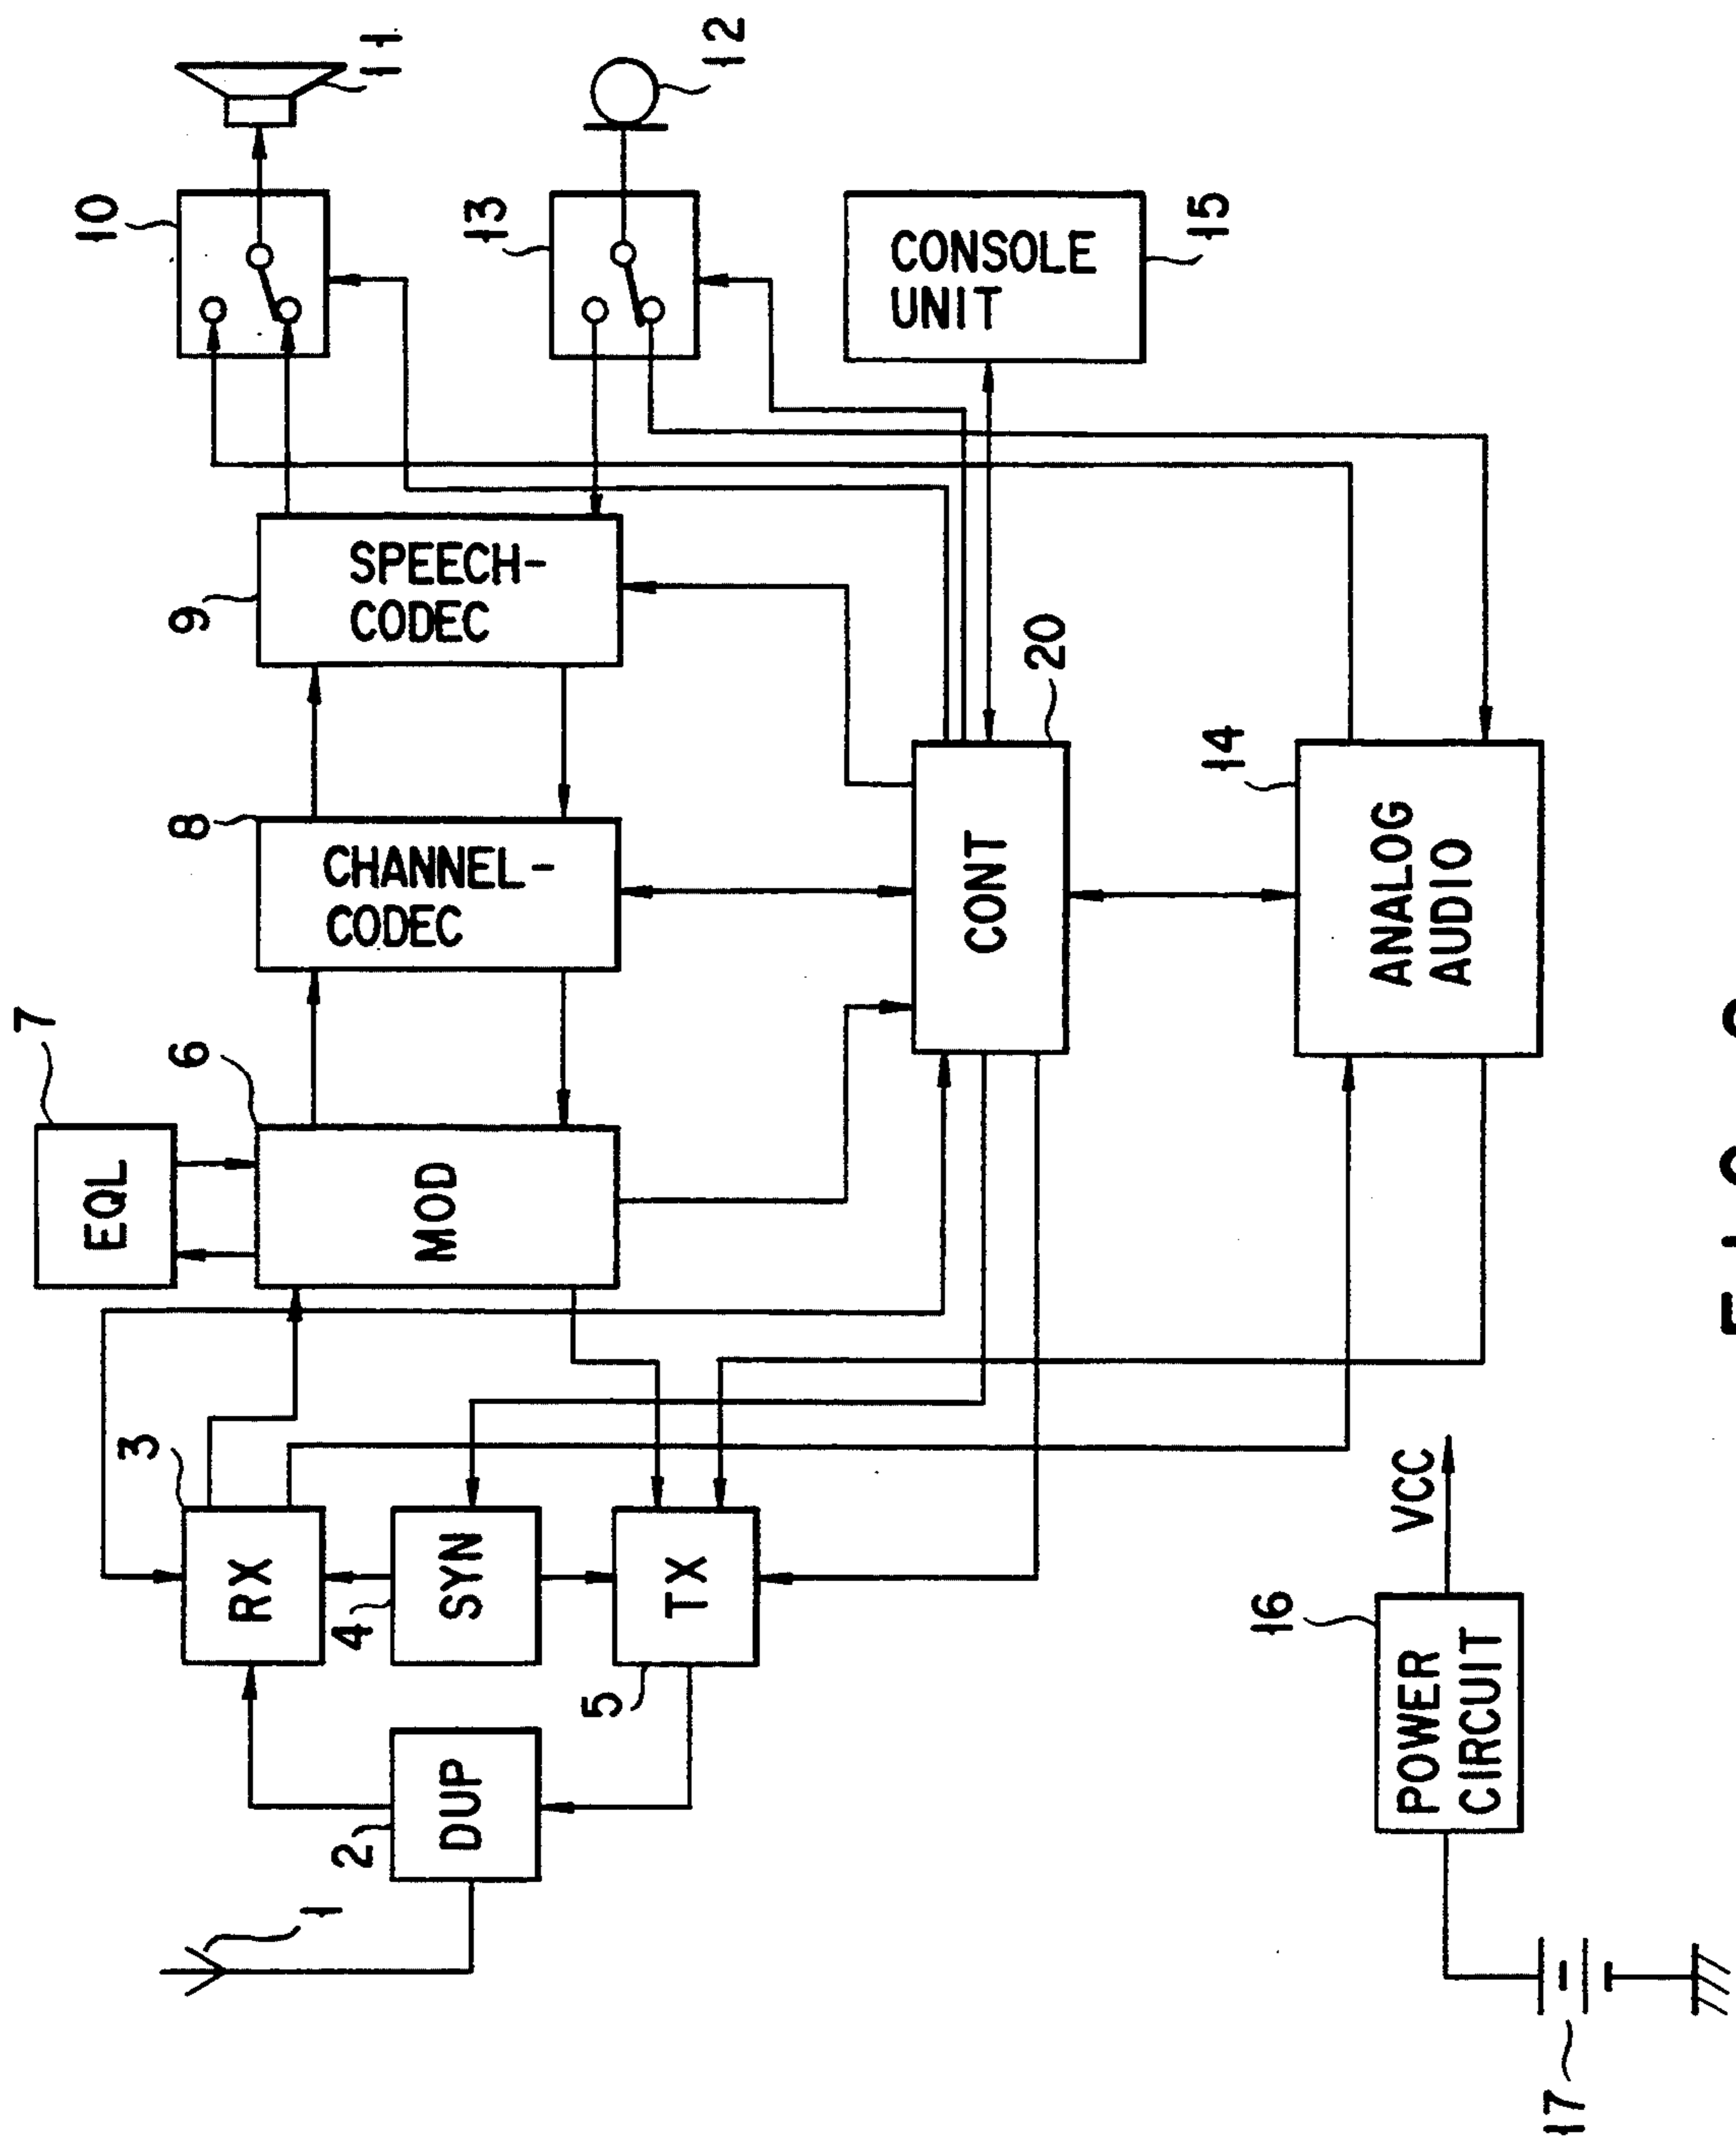 1
2
DUP
3
RX
4
SYN
5
TX
6
MOD
7
EQL
8
CHANNEL-
CODEC
9
SPEECH-
CODEC
10
11
12
13
CONSOLE
UNIT
15
20
CONT
14
ANALOG
AUDIO
16
POWER
CIRCUIT
VCC
17